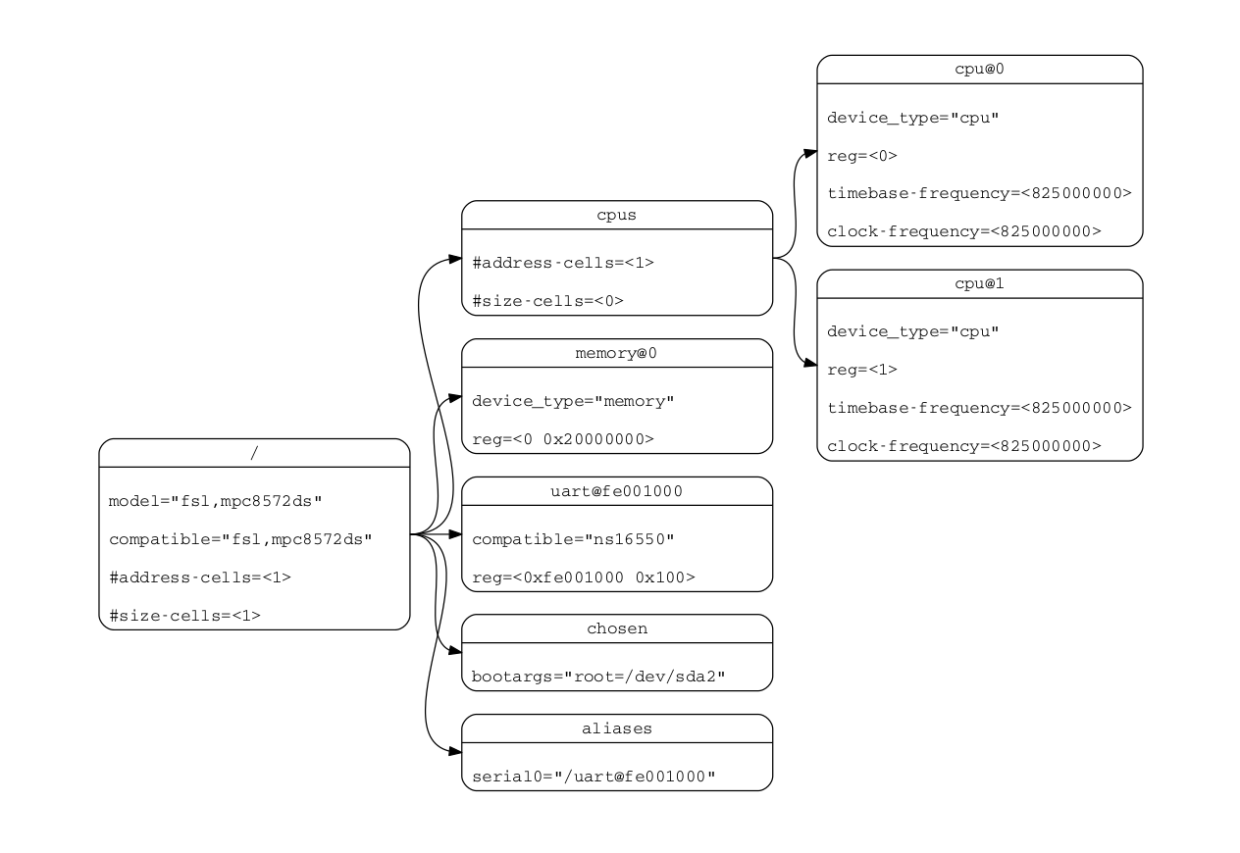 /
model="fsl,mpc8572ds"
compatible="fsl,mpc8572ds"
#address-cells=<1>
#size-cells=<1>
cpus
#address-cells=<1>
#size-cells=<0>
memory@0
device_type="memory"
reg=<0 0x20000000>
uart@fe001000
compatible="ns16550"
reg=<0xfe001000 0x100>
chosen
bootargs="root=/dev/sda2"
aliases
serial0="/uart@fe001000"
cpu@0
device_type="cpu"
reg=<0>
timebase-frequency=<825000000>
clock-frequency=<825000000>
cpu@1
device_type="cpu"
reg=<1>
timebase-frequency=<825000000>
clock-frequency=<825000000>